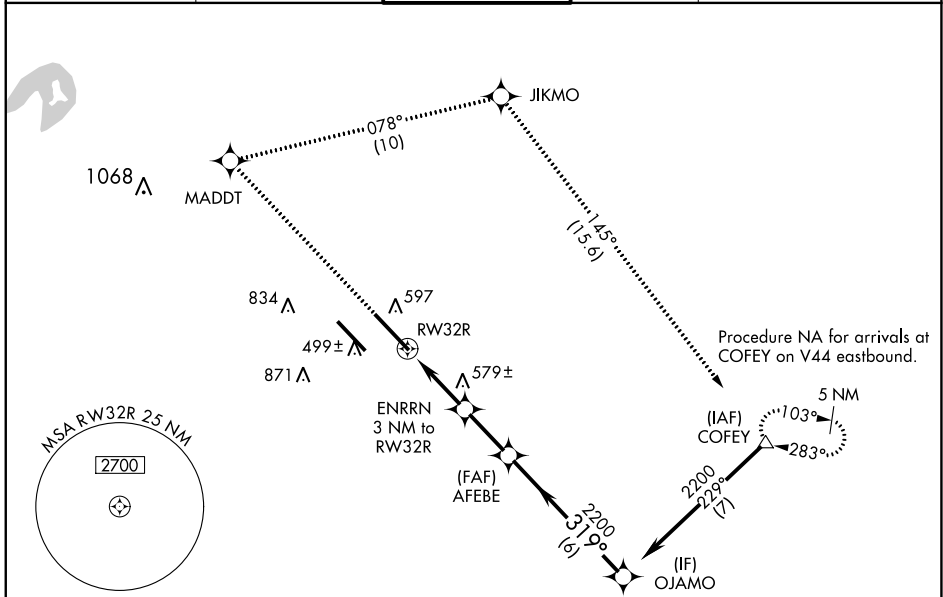 JIKMO
078°
(10)
1068
MADDT
145°
(15.6)
834
597
RW32R
499±
871
579±
Procedure NA for arrivals at
COFEY on V44 eastbound.
ENRRN
3 NM to
RW32R
5 NM
(IAF)
COFEY
103°
283°
MSA RW32R 25 NM
2700
(FAF)
AFEBE
2200
229°
(7)
2200
319°
(6)
(IF)
OJAMO